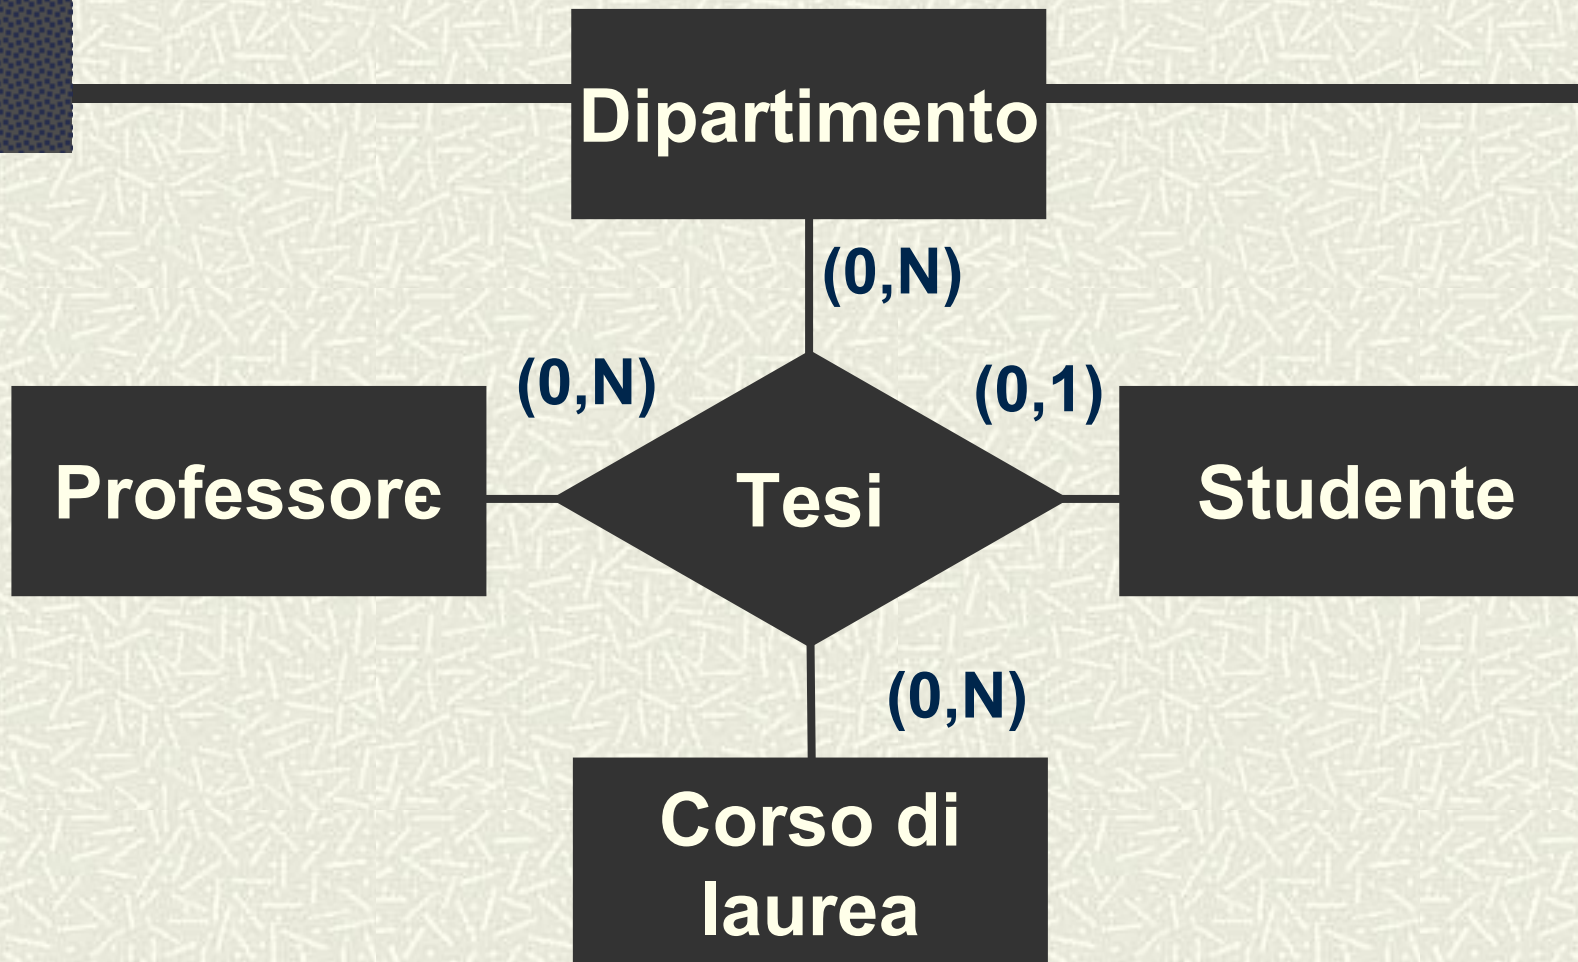 Dipartimento
(0,N)
(0,N)
(0,1)
Professore
Tesi
Studente
(0,N)
Corso di
laurea